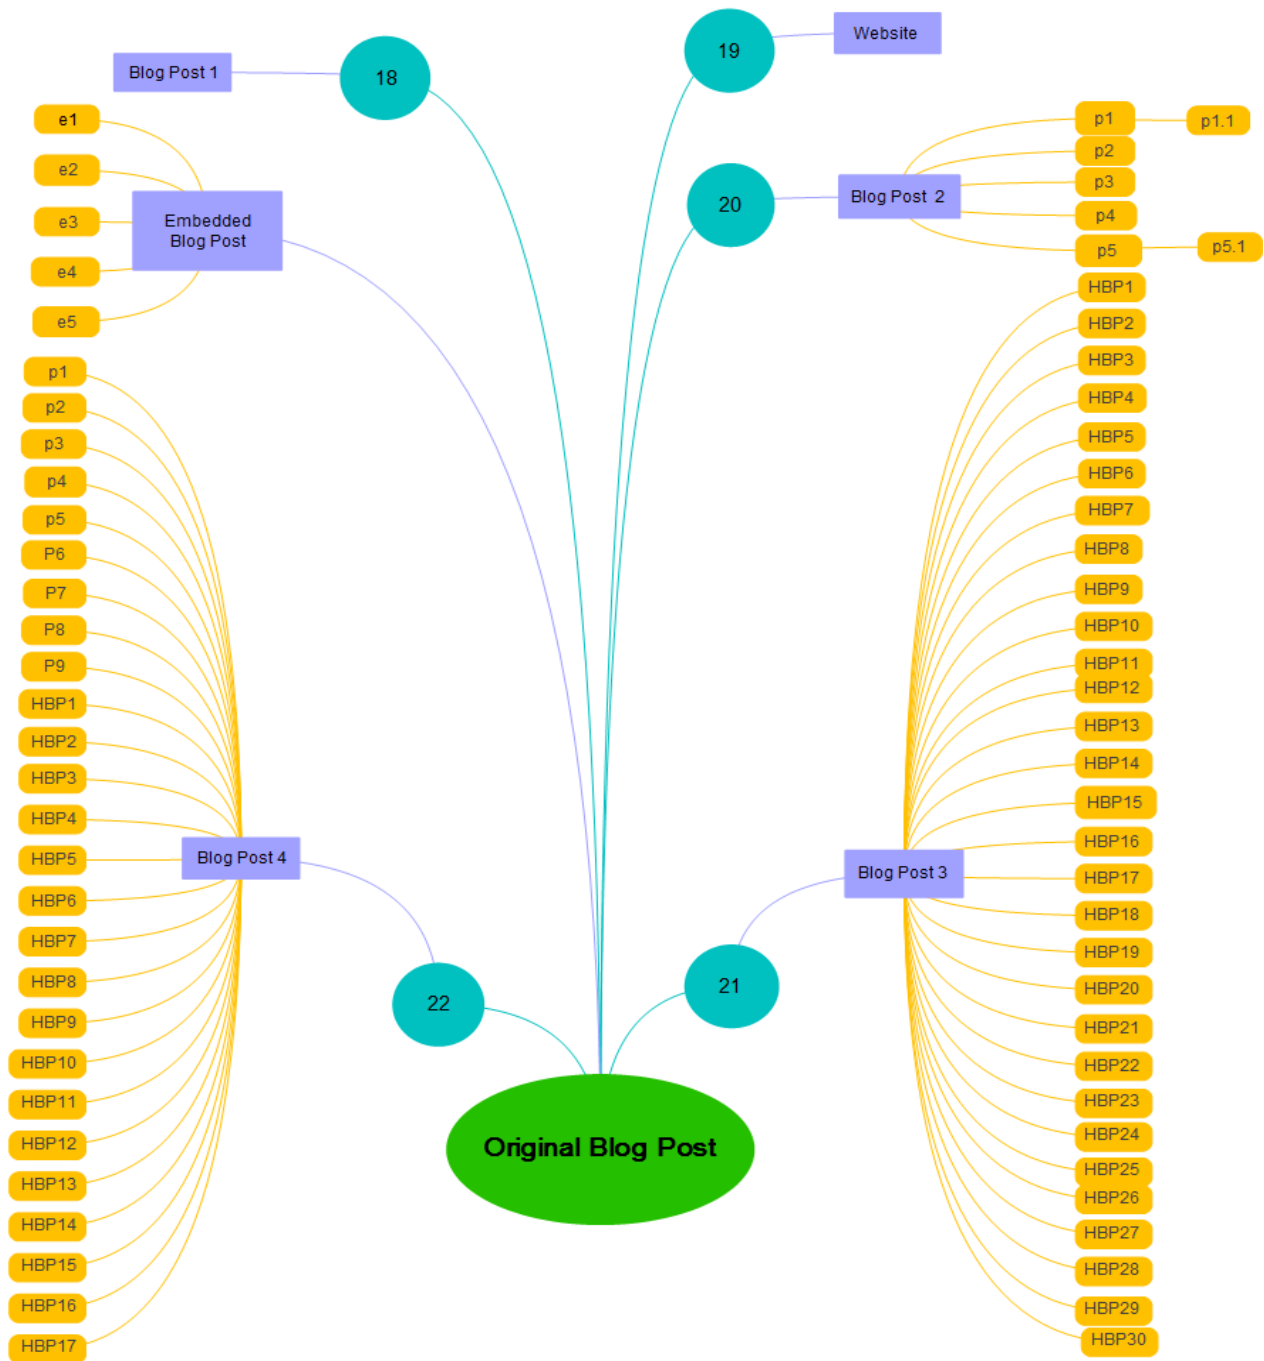 18
Blog Post 1
e1
e2
e3
e4
e5
Embedded
Blog Post
p1
p2
p3
p4
p5
P6
P7
P8
P9
HBP1
HBP2
HBP3
HBP4
HBP5
HBP6
HBP7
HBP8
HBP9
HBP10
HBP11
HBP12
HBP13
HBP14
HBP15
HBP16
HBP17
Blog Post 4
22
Original Blog Post
19
Website
20
Blog Post 2
p1
p1.1
p2
p3
p4
p5
p5.1
HBP1
HBP2
HBP3
HBP4
HBP5
HBP6
HBP7
HBP8
HBP9
HBP10
HBP11
HBP12
HBP13
HBP14
HBP15
HBP16
HBP17
HBP18
HBP19
HBP20
HBP21
HBP22
HBP23
HBP24
HBP25
HBP26
HBP27
HBP28
HBP29
HBP30
Blog Post 3
21